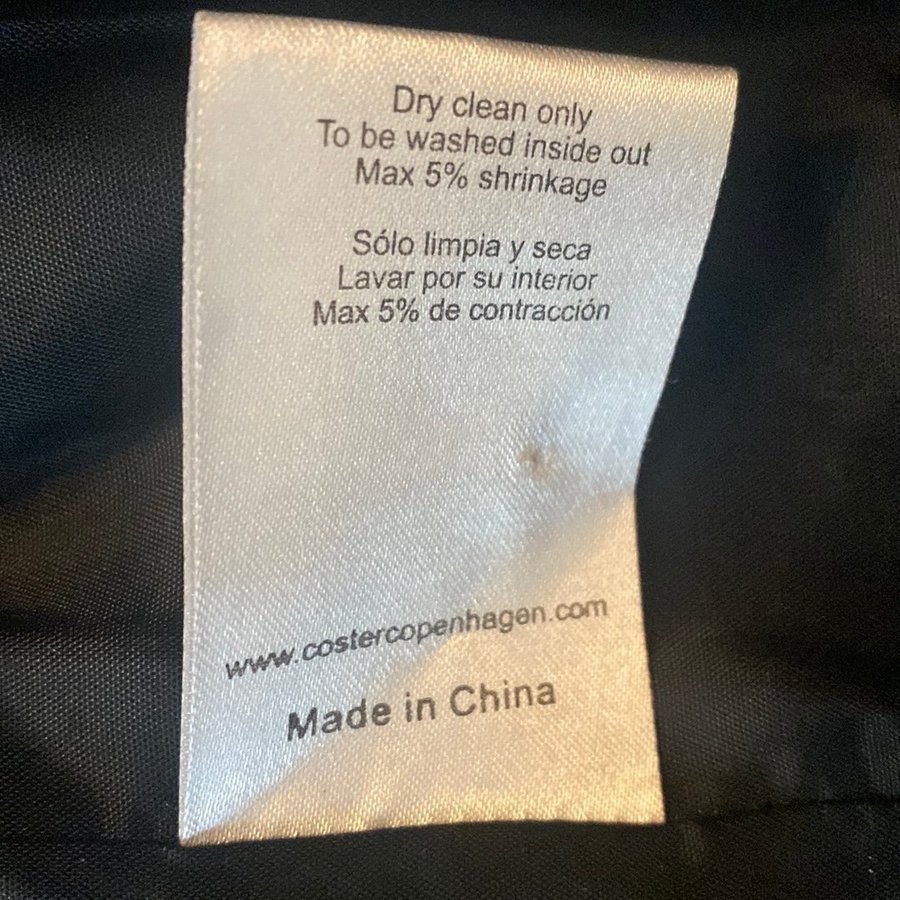 Dry clean only
To be washed inside out
Max 5% shrinkage
Sólo limpia y seca
Lavar por su interior
Max 5% de contracción
www.costercopenhagen.com
Made in China